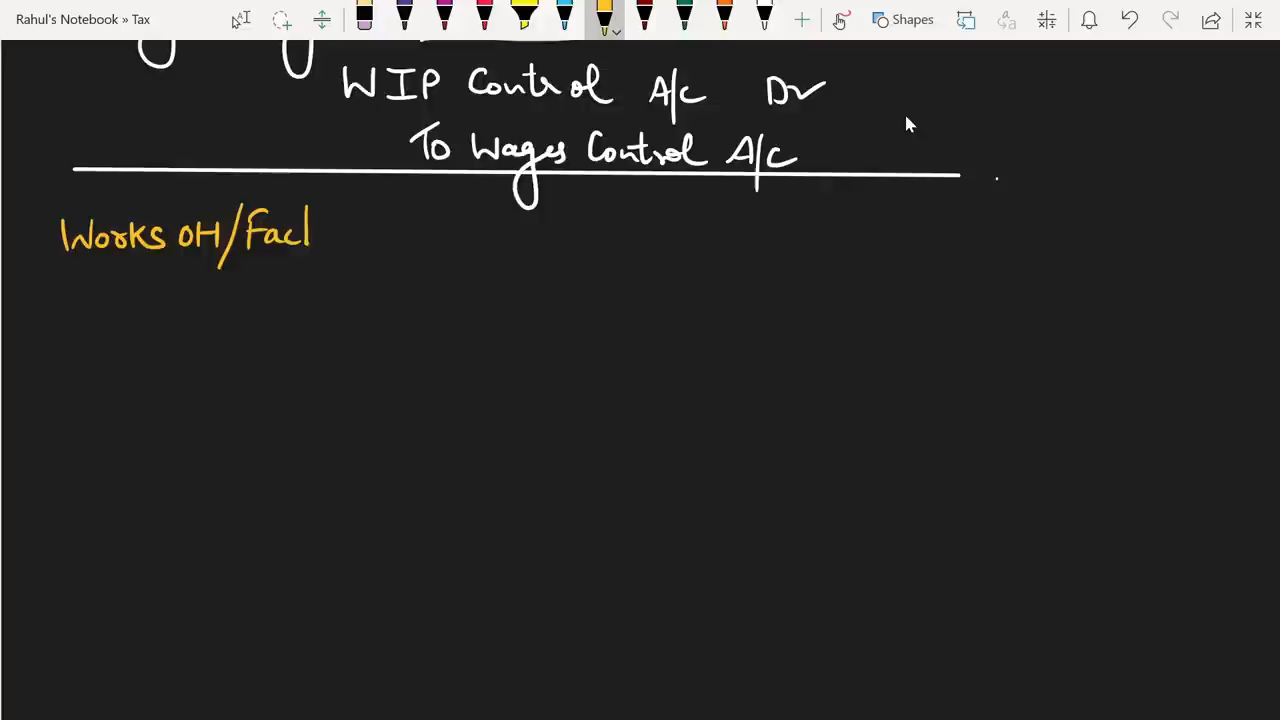 Rahul's Notebook » Tax
Shapes
WIP Control A/c Dr
To Wages Control A/c
Works OH/Fac